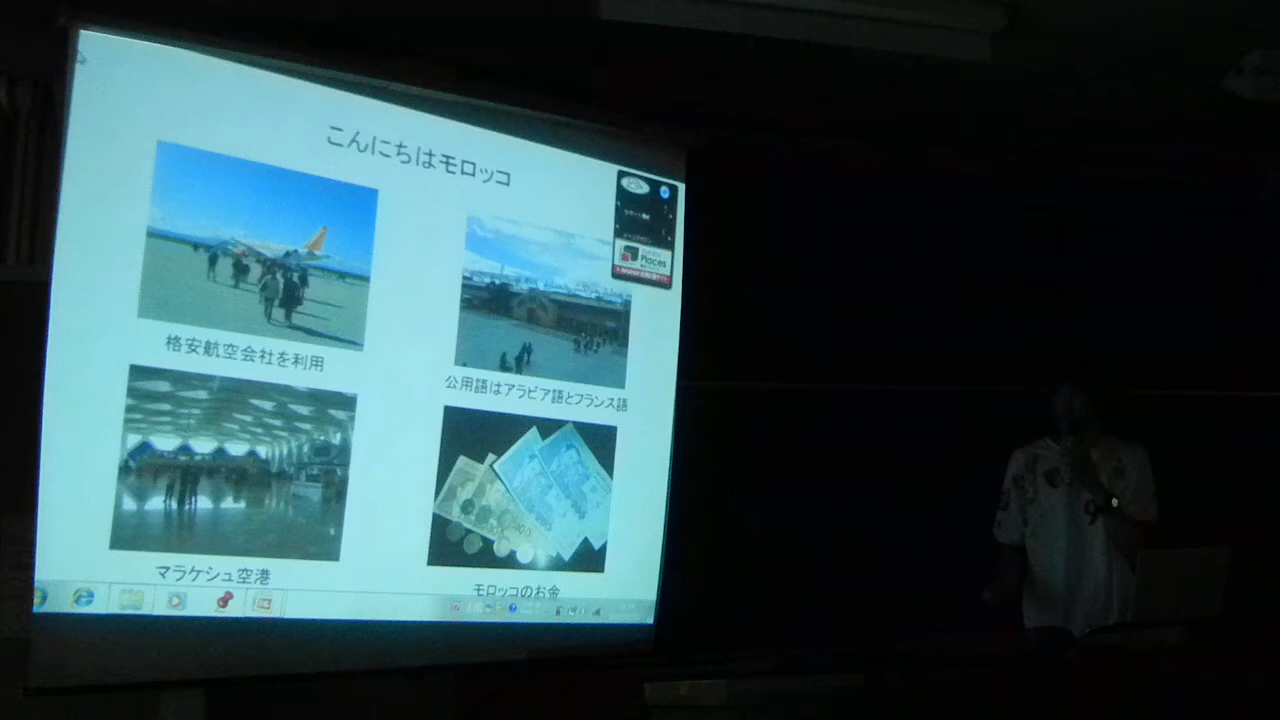 こんにちはモロッコ
格安航空会社を利用
公用語はアラビア語とフランス語
マラケシュ空港
モロッコのお金
Places
9